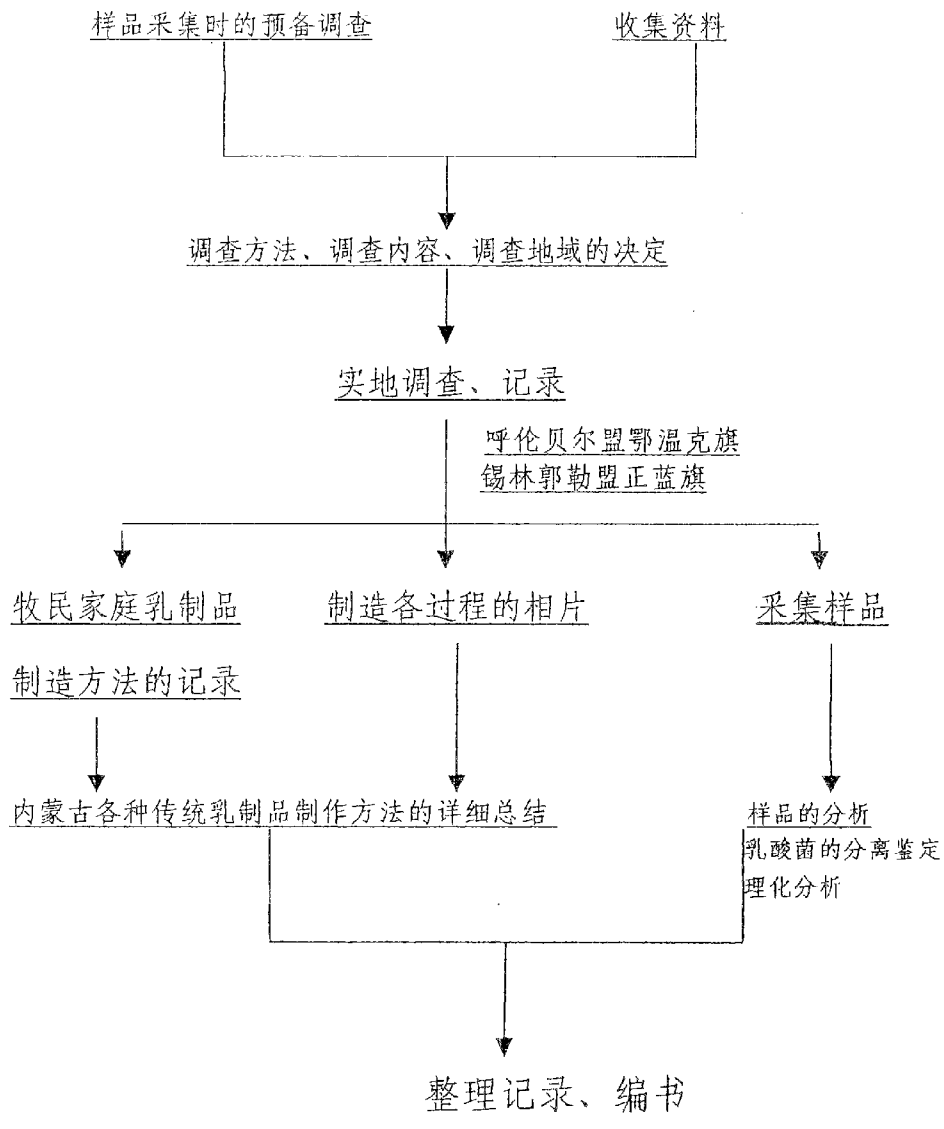 样品采集时的预备调查
收集资料
调查方法、调查内容、调查地域的决定
实地调查、记录
呼伦贝尔盟鄂温克旗
锡林郭勒盟正蓝旗
牧民家庭乳制品
制造各过程的相片
采集样品
制造方法的记录
内蒙古各种传统乳制品制作方法的详细总结
样品的分析
乳酸菌的分离鉴定
理化分析
整理记录、编书